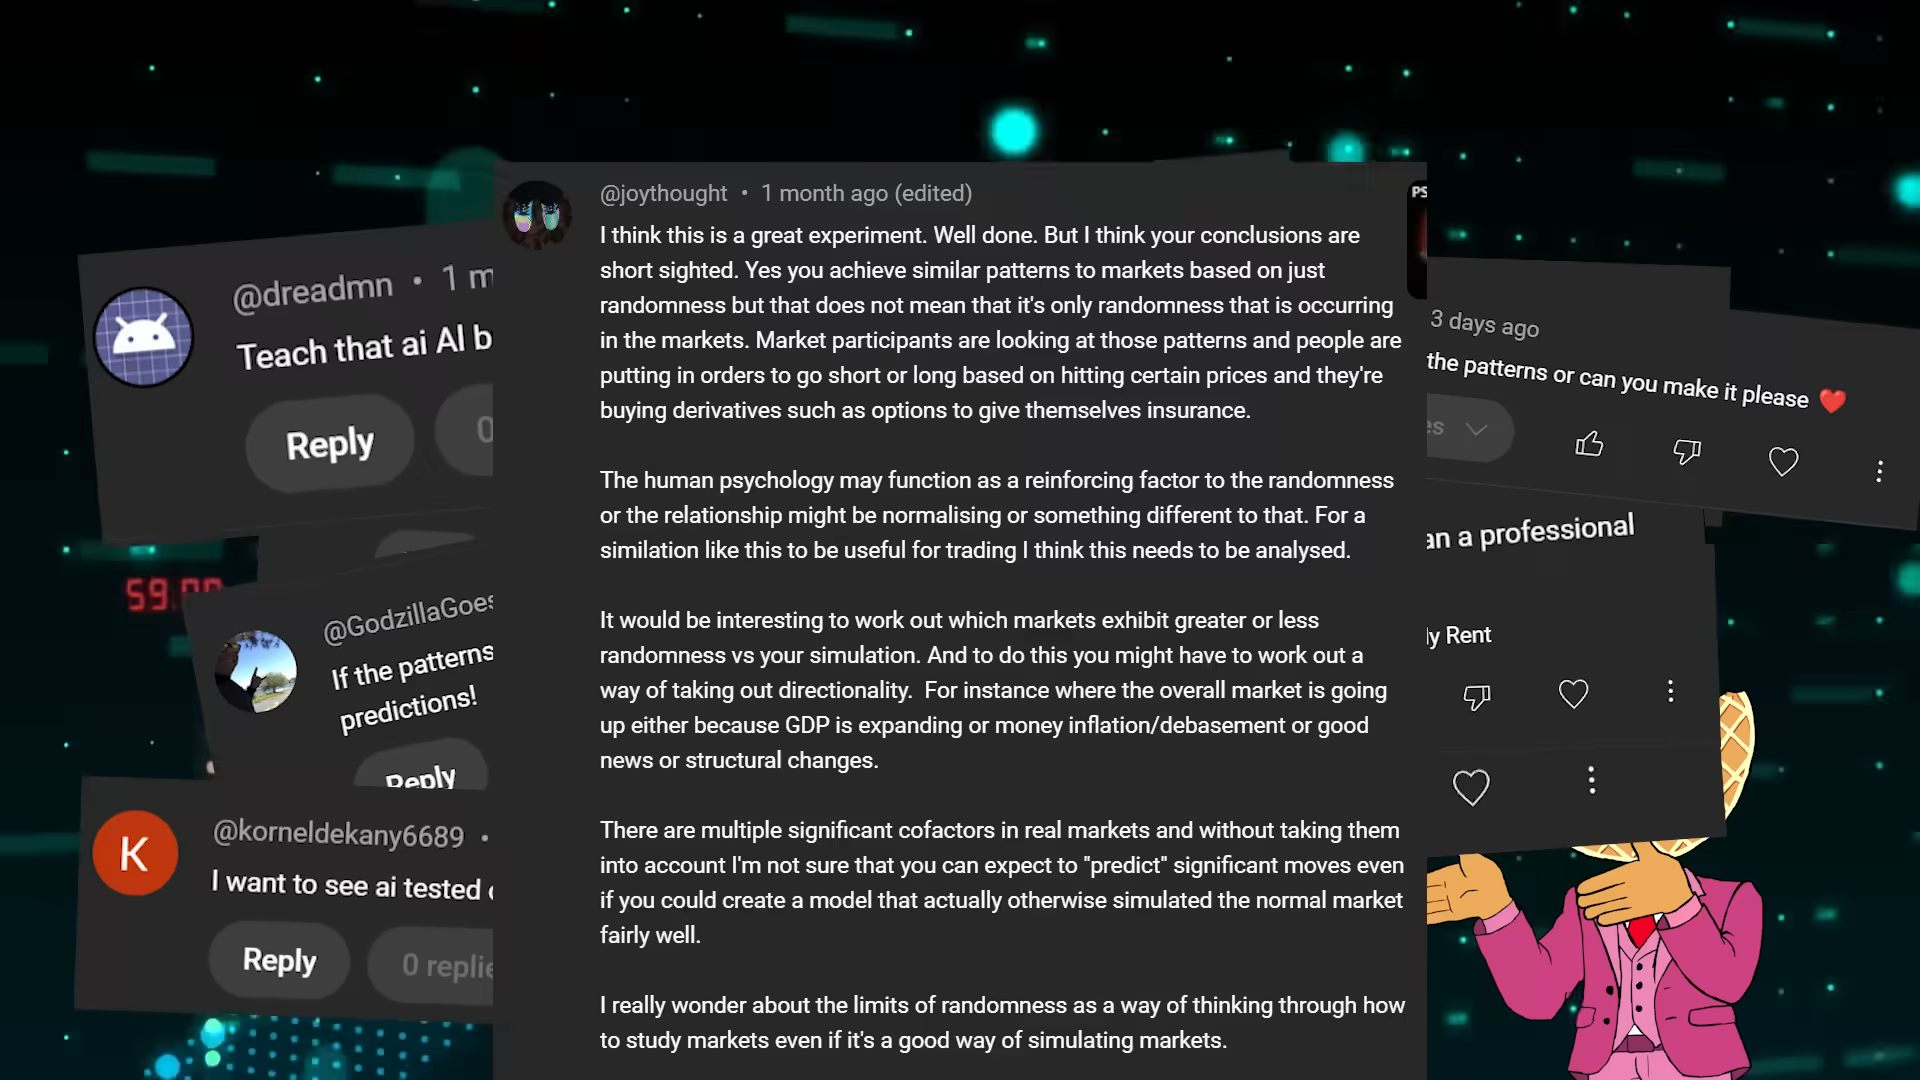 @joythought • 1 month ago (edited)
I think this is a great experiment. Well done. But I think your conclusions are
short sighted. Yes you achieve similar patterns to markets based on just
randomness but that does not mean that it's only randomness that is occurring
in the markets. Market participants are looking at those patterns and people are
putting in orders to go short or long based on hitting certain prices and they're
buying derivatives such as options to give themselves insurance.
The human psychology may function as a reinforcing factor to the randomness
or the relationship might be normalising or something different to that. For a
similation like this to be useful for trading I think this needs to be analysed.
It would be interesting to work out which markets exhibit greater or less
randomness vs your simulation. And to do this you might have to work out a
way of taking out directionality. For instance where the overall market is going
up either because GDP is expanding or money inflation/debasement or good
news or structural changes.
There are multiple significant cofactors in real markets and without taking them
into account I'm not sure that you can expect to "predict" significant moves even
if you could create a model that actually otherwise simulated the normal market
fairly well.
I really wonder about the limits of randomness as a way of thinking through how
to study markets even if it's a good way of simulating markets.
@dreadmn • 1 m
Teach that ai Al b
Reply
0
@GodzillaGoes
If the patterns
predictions!
Reply
K
@korneldekany6689 •
I want to see ai tested
Reply
0 replie
PS
3 days ago
the patterns or can you make it please ❤️
es
an a professional
ly Rent